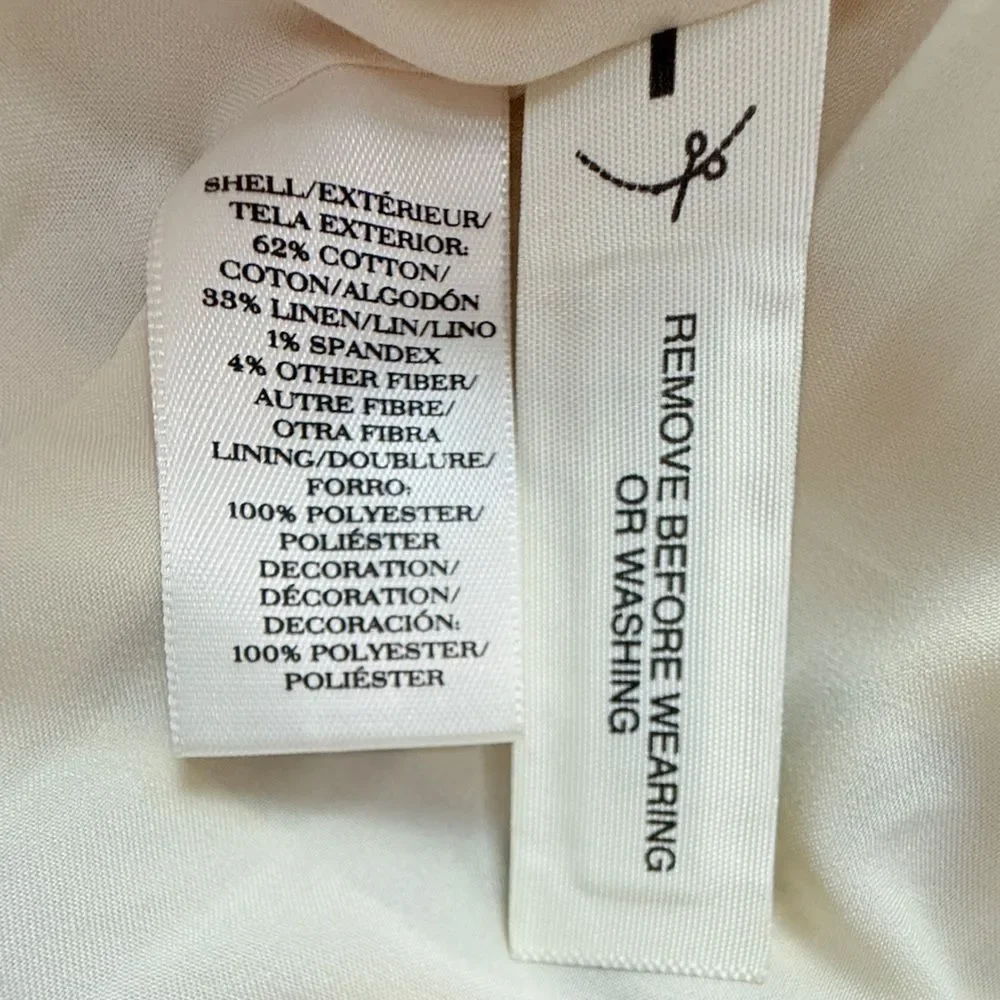 SHELL/EXTÉRIEUR/
TELA EXTERIOR:
62% COTTON/
COTON/ALGODÓN
33% LINEN/LIN/LINO
1% SPANDEX
4% OTHER FIBER/
AUTRE FIBRE/
OTRA FIBRA
LINING/DOUBLURE/
FORRO:
100% POLYESTER/
POLIÉSTER
DECORATION/
DÉCORATION/
DECORACIÓN:
100% POLYESTER/
POLIÉSTER
REMOVE BEFORE WEARING
OR WASHING